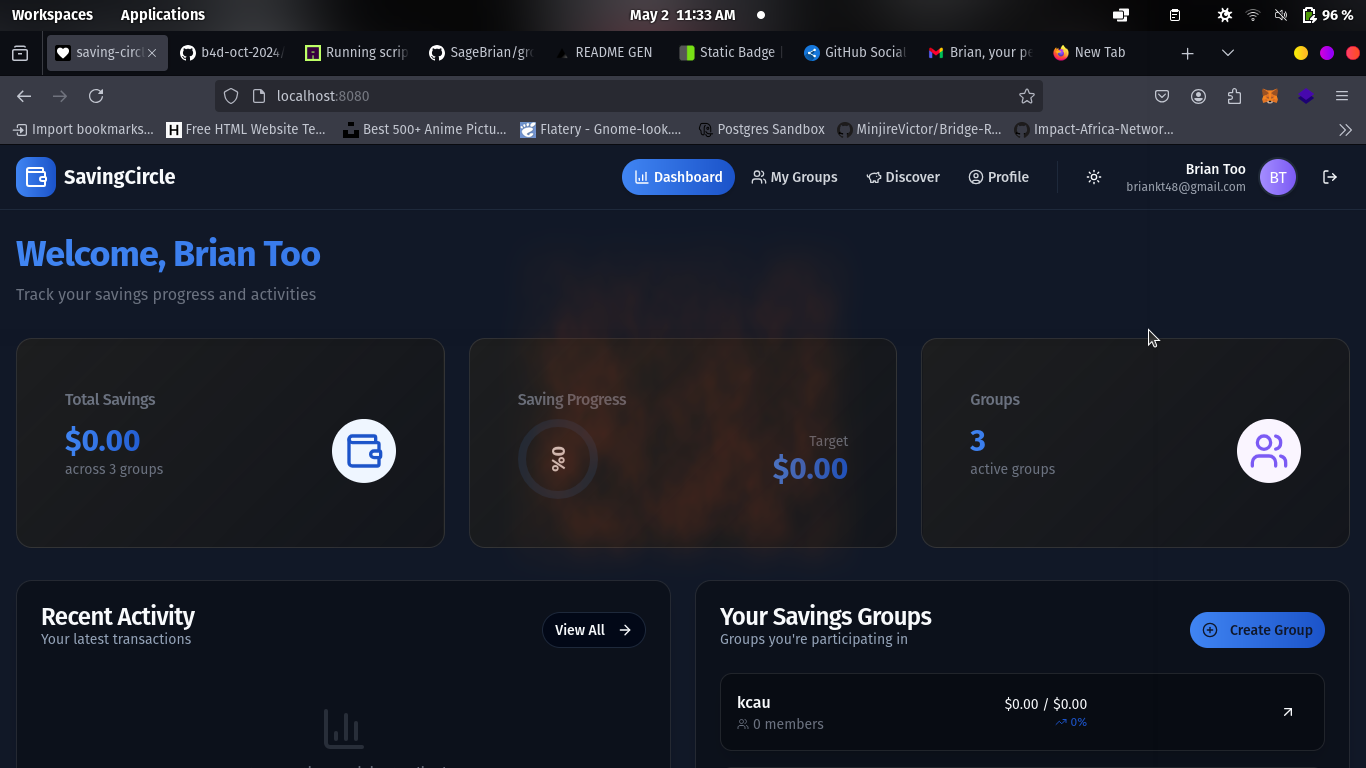 Workspaces Applications May 2 11:33 AM 96 %
saving-circl b4d-oct-2024/ Running scrip SageBrian/gr README GEN Static Badge GitHub Social Brian, your pe New Tab
localhost:8080
Import bookmarks... Free HTML Website Te... Best 500+ Anime Pictu... Flatery - Gnome-look.... Postgres Sandbox MinjireVictor/Bridge-R... Impact-Africa-Networ...
SavingCircle Dashboard My Groups Discover Profile Brian Too BT
briankt48@gmail.com
Welcome, Brian Too
Track your savings progress and activities
Total Savings
$0.00
across 3 groups
Saving Progress
0%
Target
$0.00
Groups
3
active groups
Recent Activity
Your latest transactions
View All
Your Savings Groups
Groups you're participating in
Create Group
kcau
0 members
$0.00 / $0.00
0%